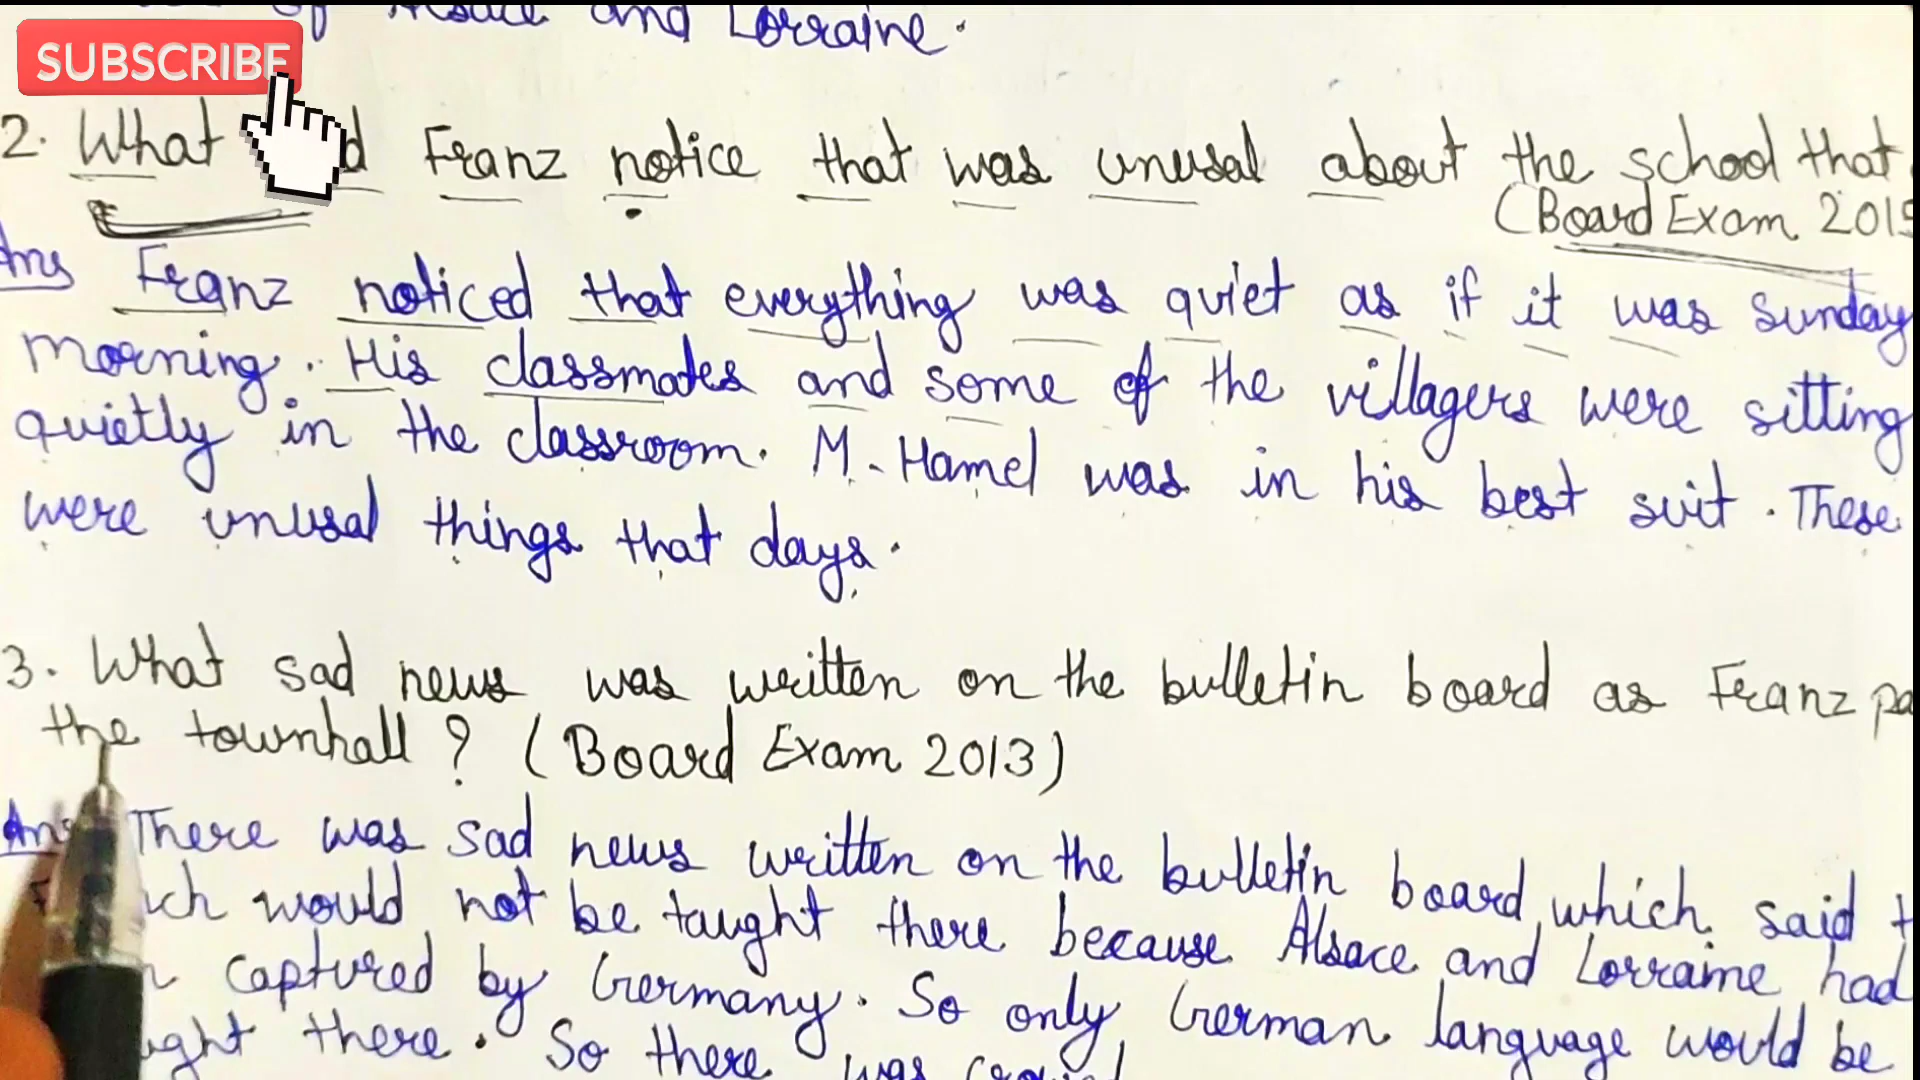 of Alsace and Lorraine.
SUBSCRIBE
2. What Franz notice that was unusal about the school that
(Board Exam 201
Ans Franz noticed that everything was quiet as if it was Sunday
morning. His classmates and some of the villagers were sitting
quietly in the classroom. M. Hamel was in his best suit. These
were unusal things that days.
3. What sad news was written on the bulletin board as Franz pa
the townhall? (Board Exam 2013)
Ans There was sad news written on the bulletin board, which said t
would not be taught there because Alsace and Lorraine had
captured by Germany. So only German language would be
there. So there was